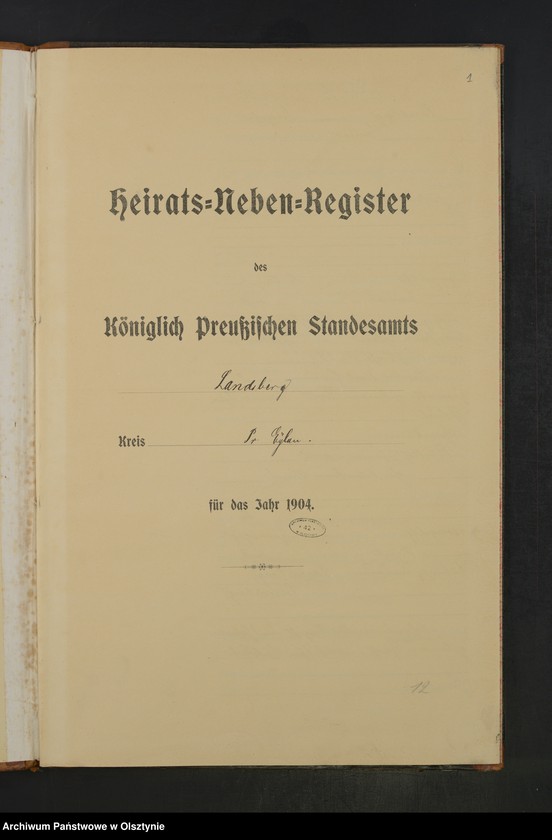 1
Heirats-Neben-Register
des
Königlich Preußischen Standesamts
Landsberg
Kreis Pr Eylau.
für das Jahr 1904.
42
12
Archiwum Państwowe w Olsztynie